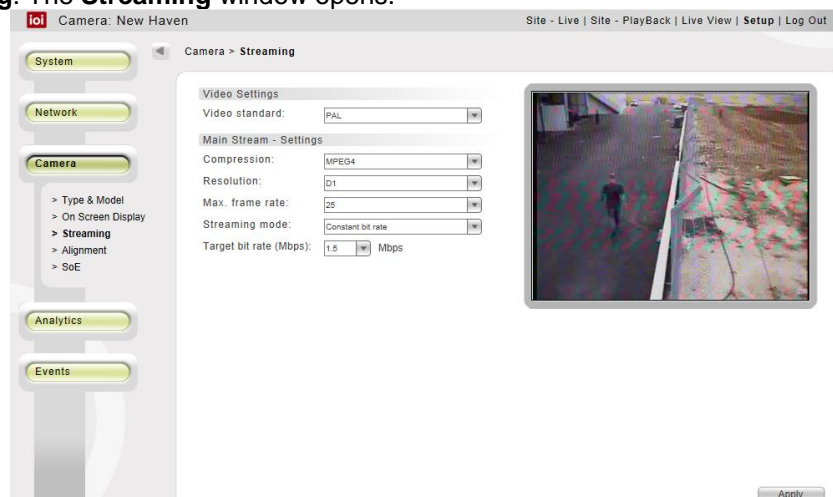 g. The Streaming window opens.
ioi Camera: New Haven
Site - Live | Site - PlayBack | Live View | Setup | Log Out
System
Camera > Streaming
Video Settings
Video standard: PAL
Network
Main Stream - Settings
Compression: MPEG4
Camera
Resolution: D1
Max. frame rate: 25
Streaming mode: Constant bit rate
Target bit rate (Mbps): 1.5 Mbps
> Type & Model
> On Screen Display
> Streaming
> Alignment
> SoE
Analytics
Events
Apply